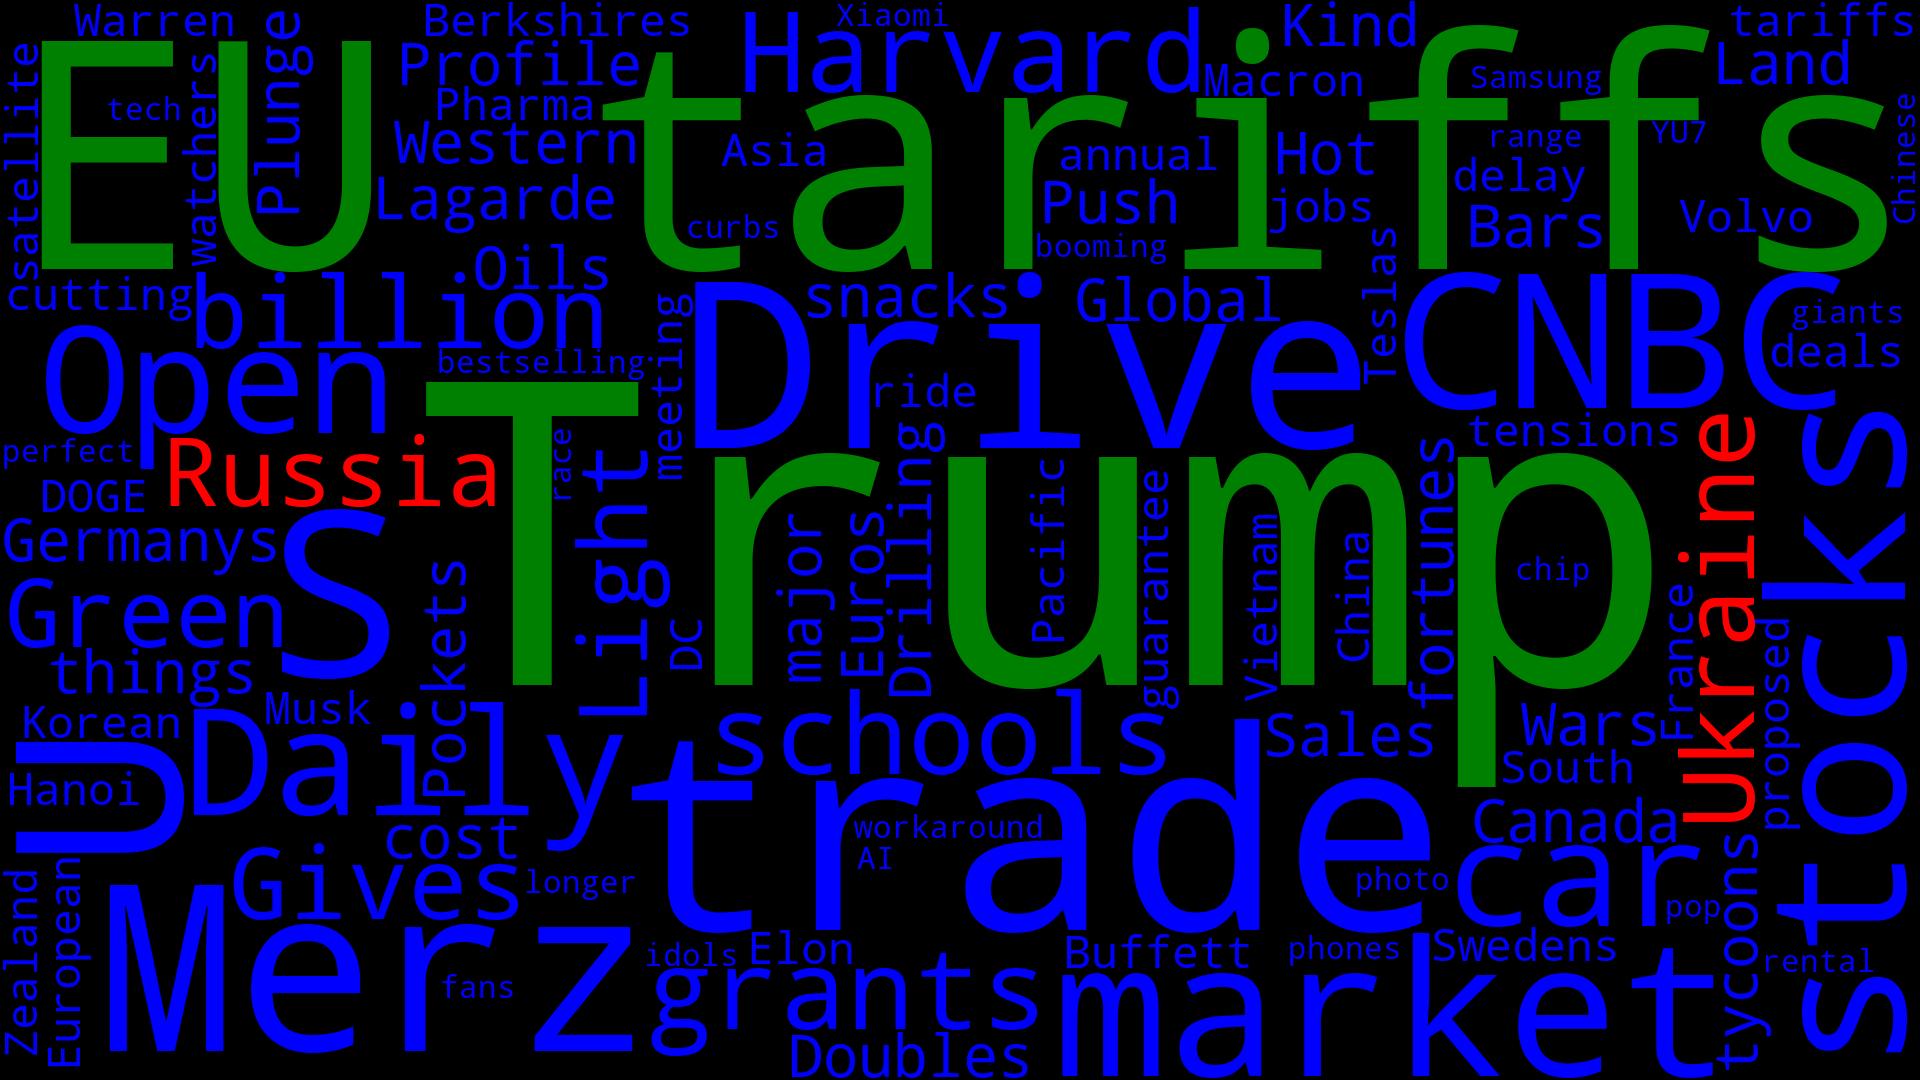 Warren
Berkshires
Xiaomi
Kind
tariffs
satellite
EU
Plunge
Profile
Harvard
Macron
Samsung
Land
tech
watchers
Pharma
tariffs
Western
Asia
annual
Hot
range
YU7
Chinese
Lagarde
curbs
Push
jobs
delay
Bars
Volvo
booming
Oils
cutting
billion
snacks
Global
Teslas
CNBC
giants
deals
Open
bestselling
meeting
Drive
ride
tensions
perfect
Russia
race
Light
Drilling
Trump
fortunes
Ukraine
stocks
DOGE
Germanys
S
Pockets
DC
major
Euros
Pacific
guarantee
Vietnam
China
chip
Green
things
France
proposed
Korean
Musk
Daily
schools
Sales
Wars
South
Hanoi
U
cost
trade
workaround
AI
Canada
car
Gives
longer
photo
pop
tycoons
Zealand
European
Merz
fans
idols
Elon
grants
Buffett
phones
Swedens
rental
market
Doubles